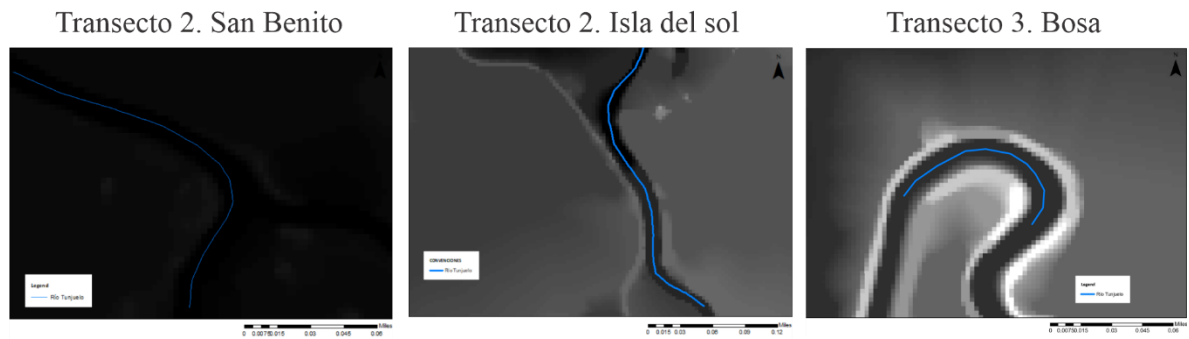 Transecto 2. San Benito
Transecto 2. Isla del sol
Transecto 3. Bosa
N
N
Legend
Río Tunjuelo
CONVENCIONES
Río Tunjuelo
Legend
Río Tunjuelo
Miles
0 0.0075 0.015 0.03 0.045 0.06
Miles
0 0.015 0.03 0.06 0.09 0.12
Miles
0 0.0075 0.015 0.03 0.045 0.06